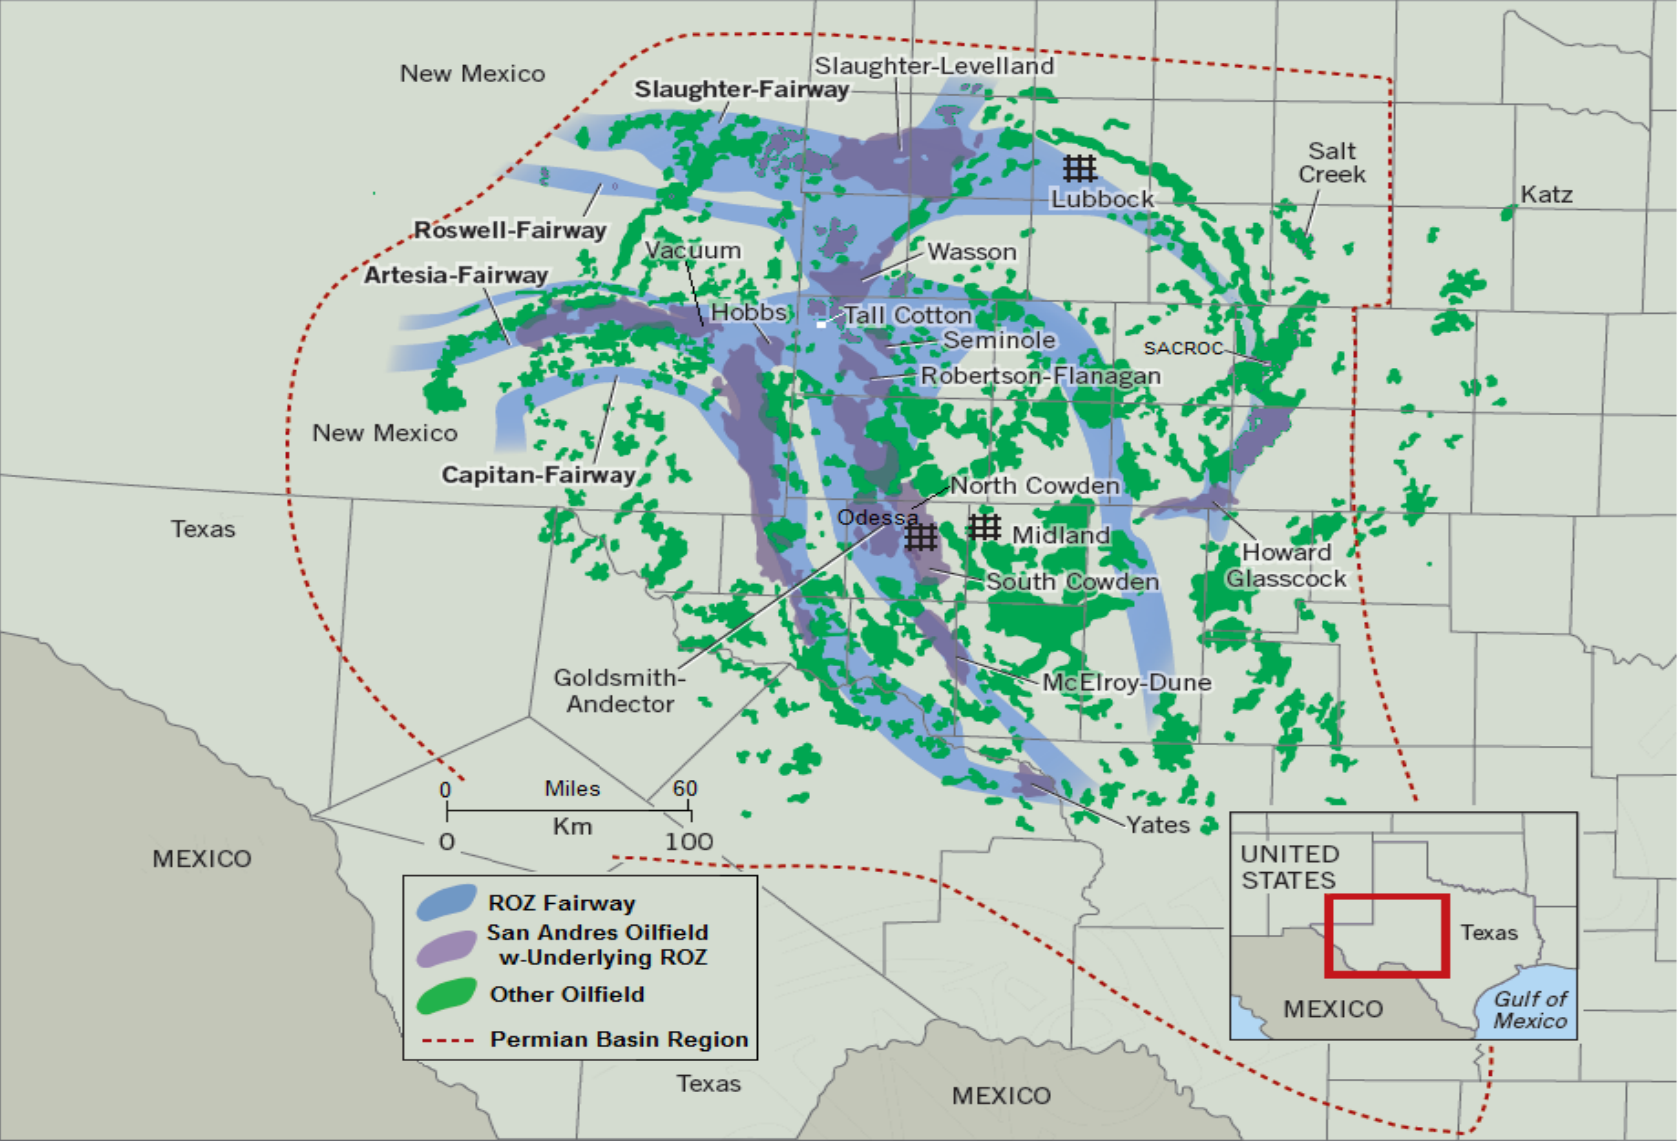 New Mexico
Slaughter-Levelland
Slaughter-Fairway
Salt
Creek
Katz
Lubbock
Roswell-Fairway
Vacuum
Wasson
Artesia-Fairway
Hobbs
Tall Cotton
Seminole
SACROC
Robertson-Flanagan
New Mexico
Capitan-Fairway
North Cowden
Odessa
Texas
Midland
Howard
Glasscock
South Cowden
Goldsmith-
Andector
McElroy-Dune
0 Miles 60
Km
0 100
Yates
MEXICO
ROZ Fairway
San Andres Oilfield
w-Underlying ROZ
Other Oilfield
Permian Basin Region
UNITED
STATES
Texas
MEXICO
Gulf of
Mexico
Texas
MEXICO